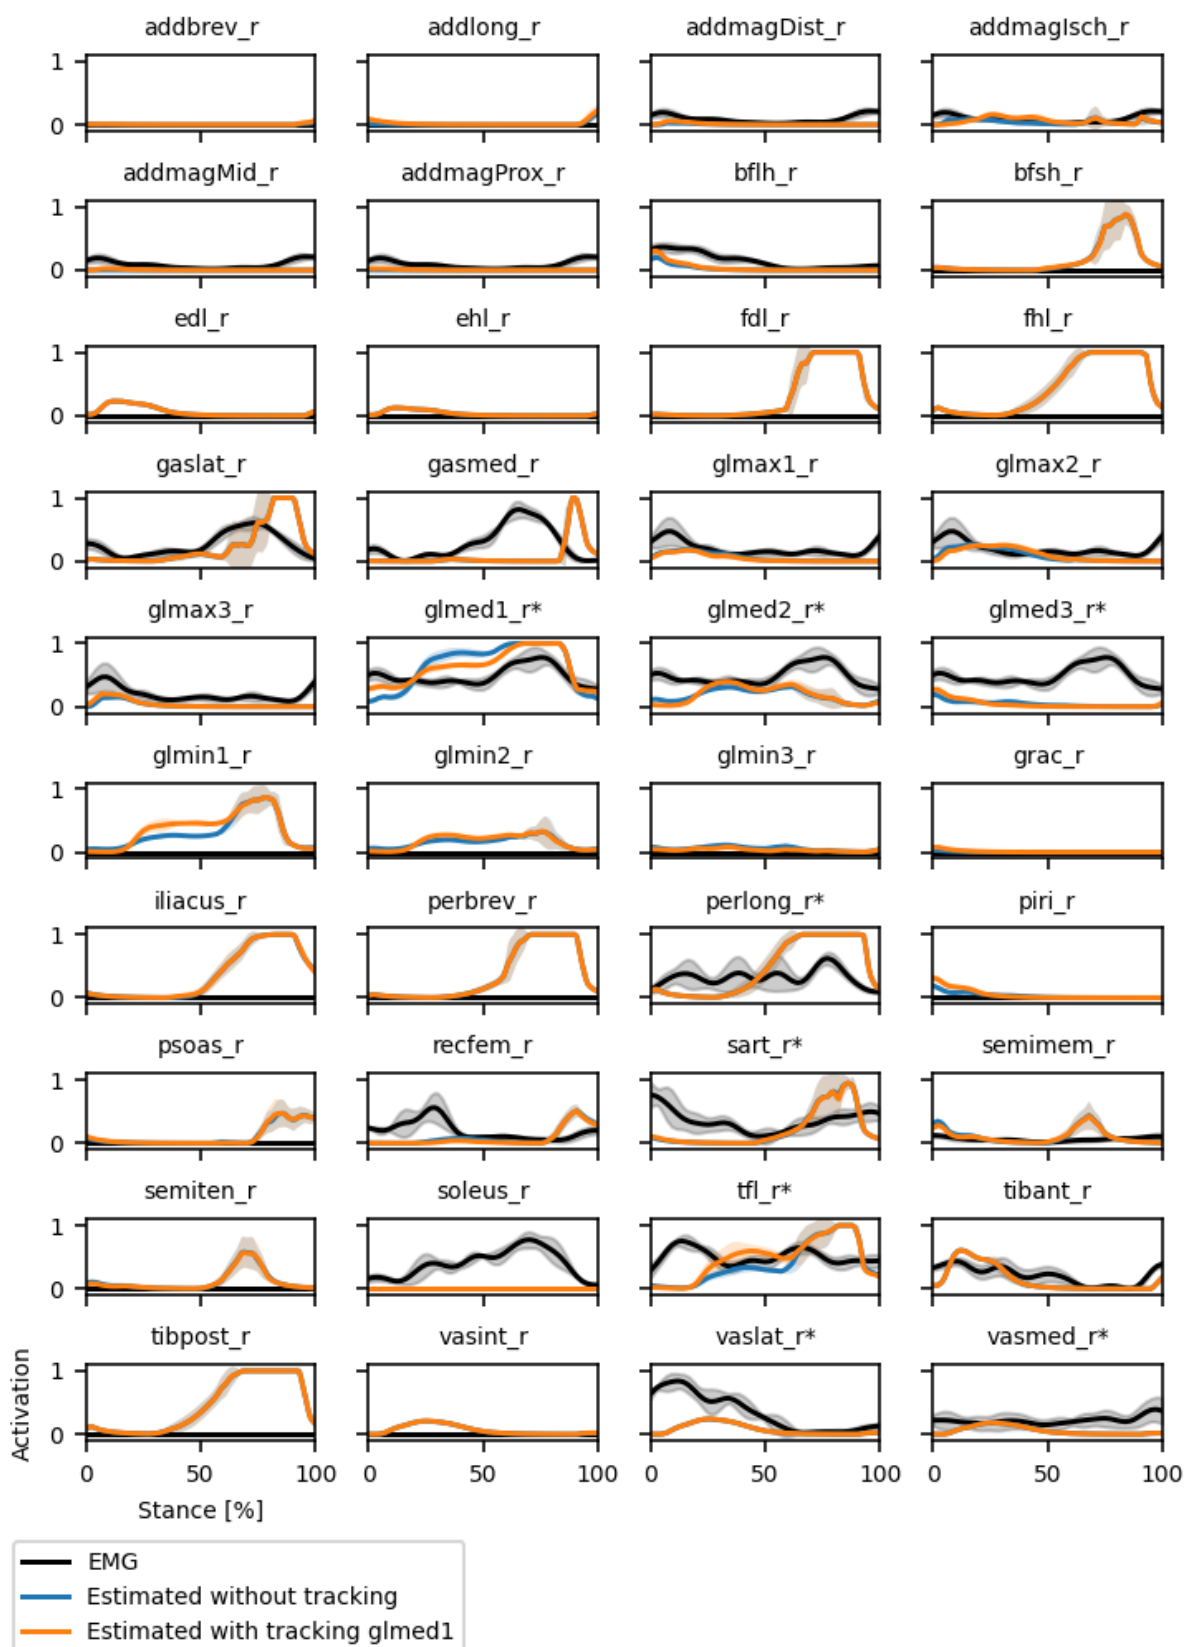 addbrev_r addlong_r addmagDist_r addmagIsch_r
1
0
addmagMid_r addmagProx_r bflh_r bfsh_r
1
0
edl_r ehl_r fdl_r fhl_r
1
0
gaslat_r gasmed_r glmax1_r glmax2_r
1
0
glmax3_r glmed1_r* glmed2_r* glmed3_r*
1
0
glmin1_r glmin2_r glmin3_r grac_r
1
0
iliacus_r perbrev_r perlong_r* piri_r
1
0
psoas_r recfem_r sart_r* semimem_r
1
0
semiten_r soleus_r tfl_r* tibant_r
1
0
tibpost_r vasint_r vaslat_r* vasmed_r*
1
0
Activation
0 50 100 0 50 100 0 50 100 0 50 100
Stance [%]
EMG
Estimated without tracking
Estimated with tracking glmed1